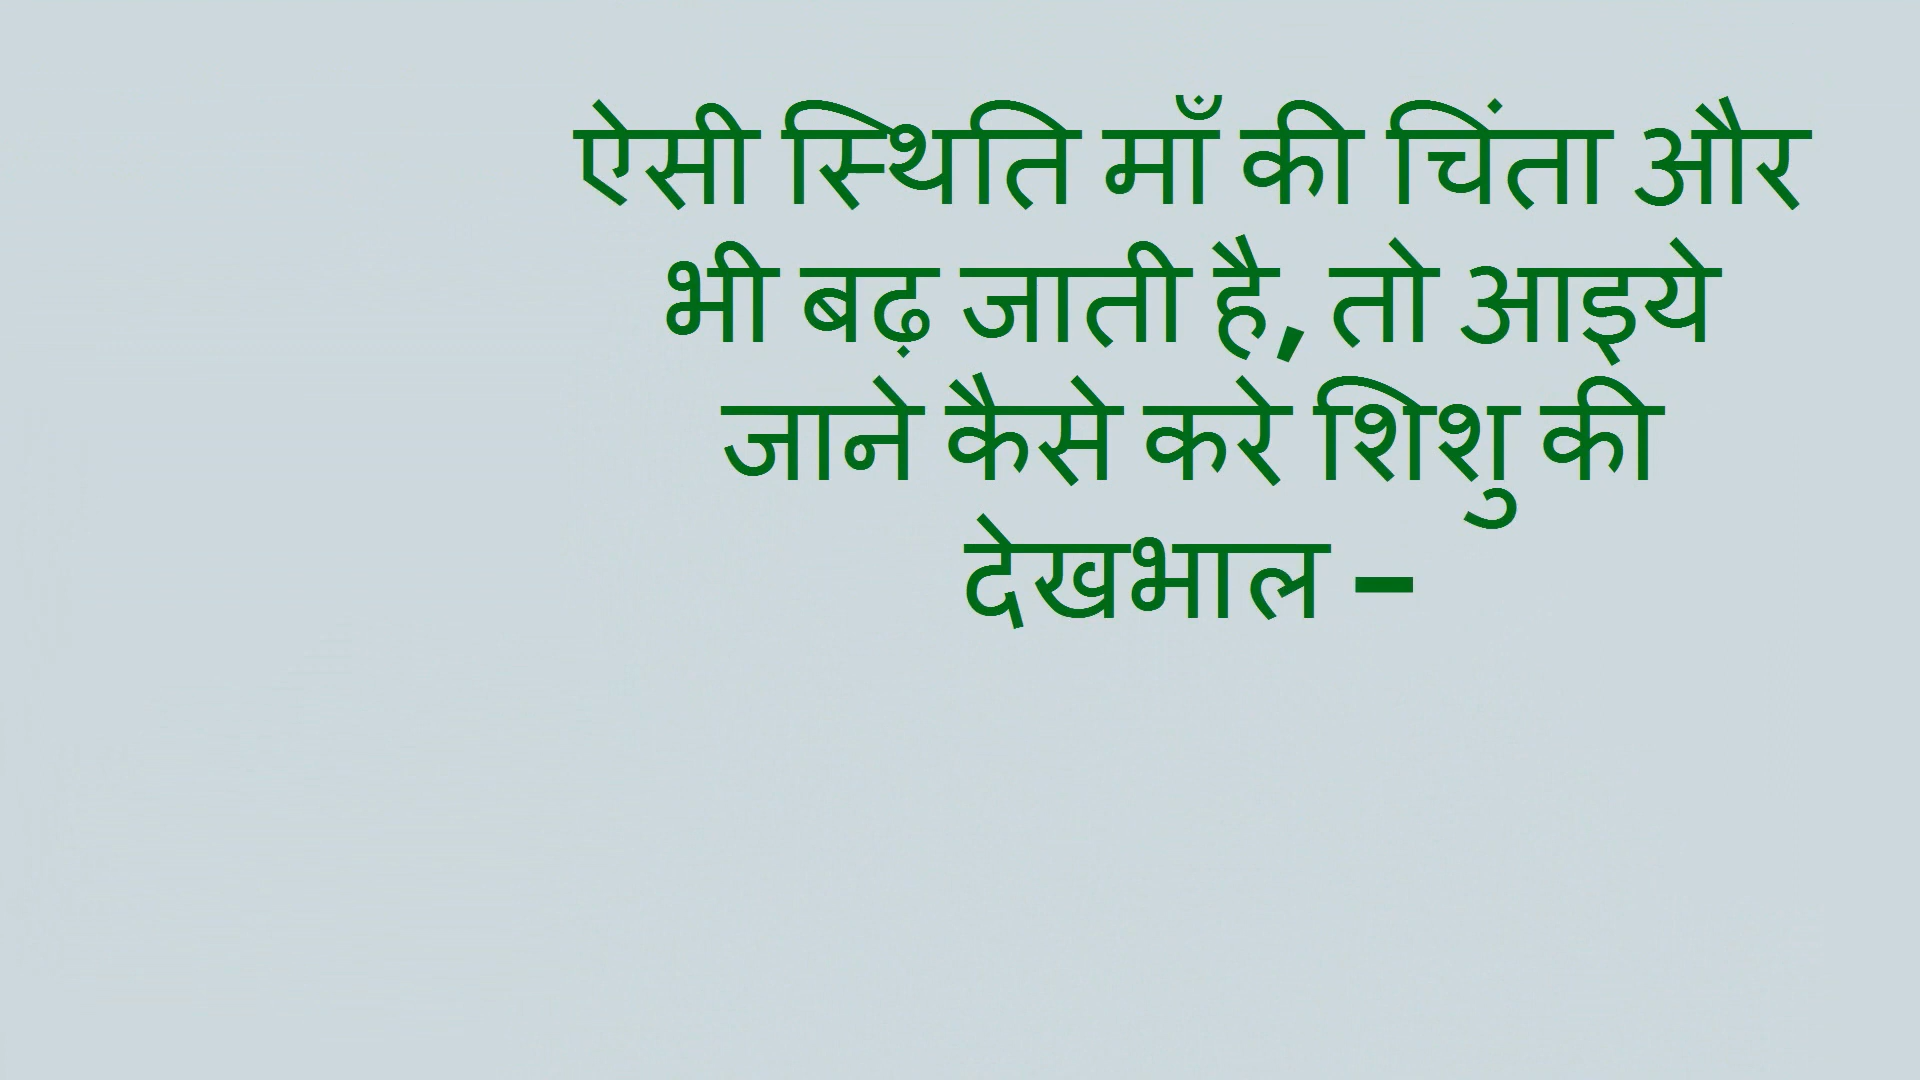 ऐसी स्थिति माँ की चिंता और
भी बढ़ जाती है, तो आइये
जाने कैसे करे शिशु की
देखभाल –